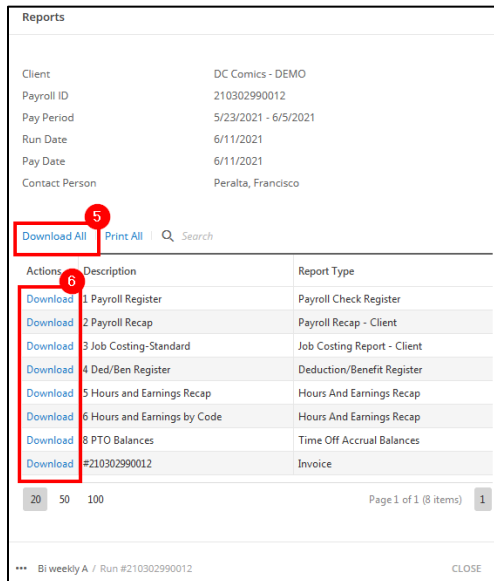 Reports
Client DC Comics - DEMO
Payroll ID 210302990012
Pay Period 5/23/2021 - 6/5/2021
Run Date 6/11/2021
Pay Date 6/11/2021
Contact Person Peralta, Francisco
5
Download All Print All Search
Actions Description Report Type
6
Download 1 Payroll Register Payroll Check Register
Download 2 Payroll Recap Payroll Recap - Client
Download 3 Job Costing-Standard Job Costing Report - Client
Download 4 Ded/Ben Register Deduction/Benefit Register
Download 5 Hours and Earnings Recap Hours And Earnings Recap
Download 6 Hours and Earnings by Code Hours And Earnings Recap
Download 8 PTO Balances Time Off Accrual Balances
Download #210302990012 Invoice
20 50 100 Page 1 of 1 (8 items) 1
••• Bi weekly A / Run #210302990012 CLOSE